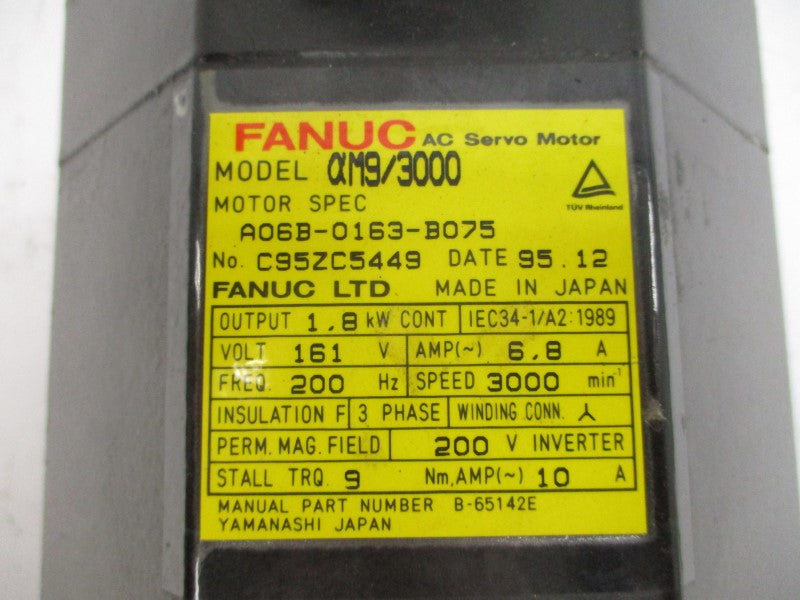 FANUC AC Servo Motor
MODEL αM9/3000
TÜV Rheinland
MOTOR SPEC
A06B-0163-B075
No. C95ZC5449 DATE 95.12
FANUC LTD MADE IN JAPAN
OUTPUT 1.8 kW CONT IEC34-1/A2:1989
VOLT 161 V AMP(~) 6.8 A
FREQ. 200 Hz SPEED 3000 min⁻¹
INSULATION F 3 PHASE WINDING CONN. ⅄
PERM. MAG. FIELD 200 V INVERTER
STALL TRQ. 9 Nm, AMP(~) 10 A
MANUAL PART NUMBER B-65142E
YAMANASHI JAPAN